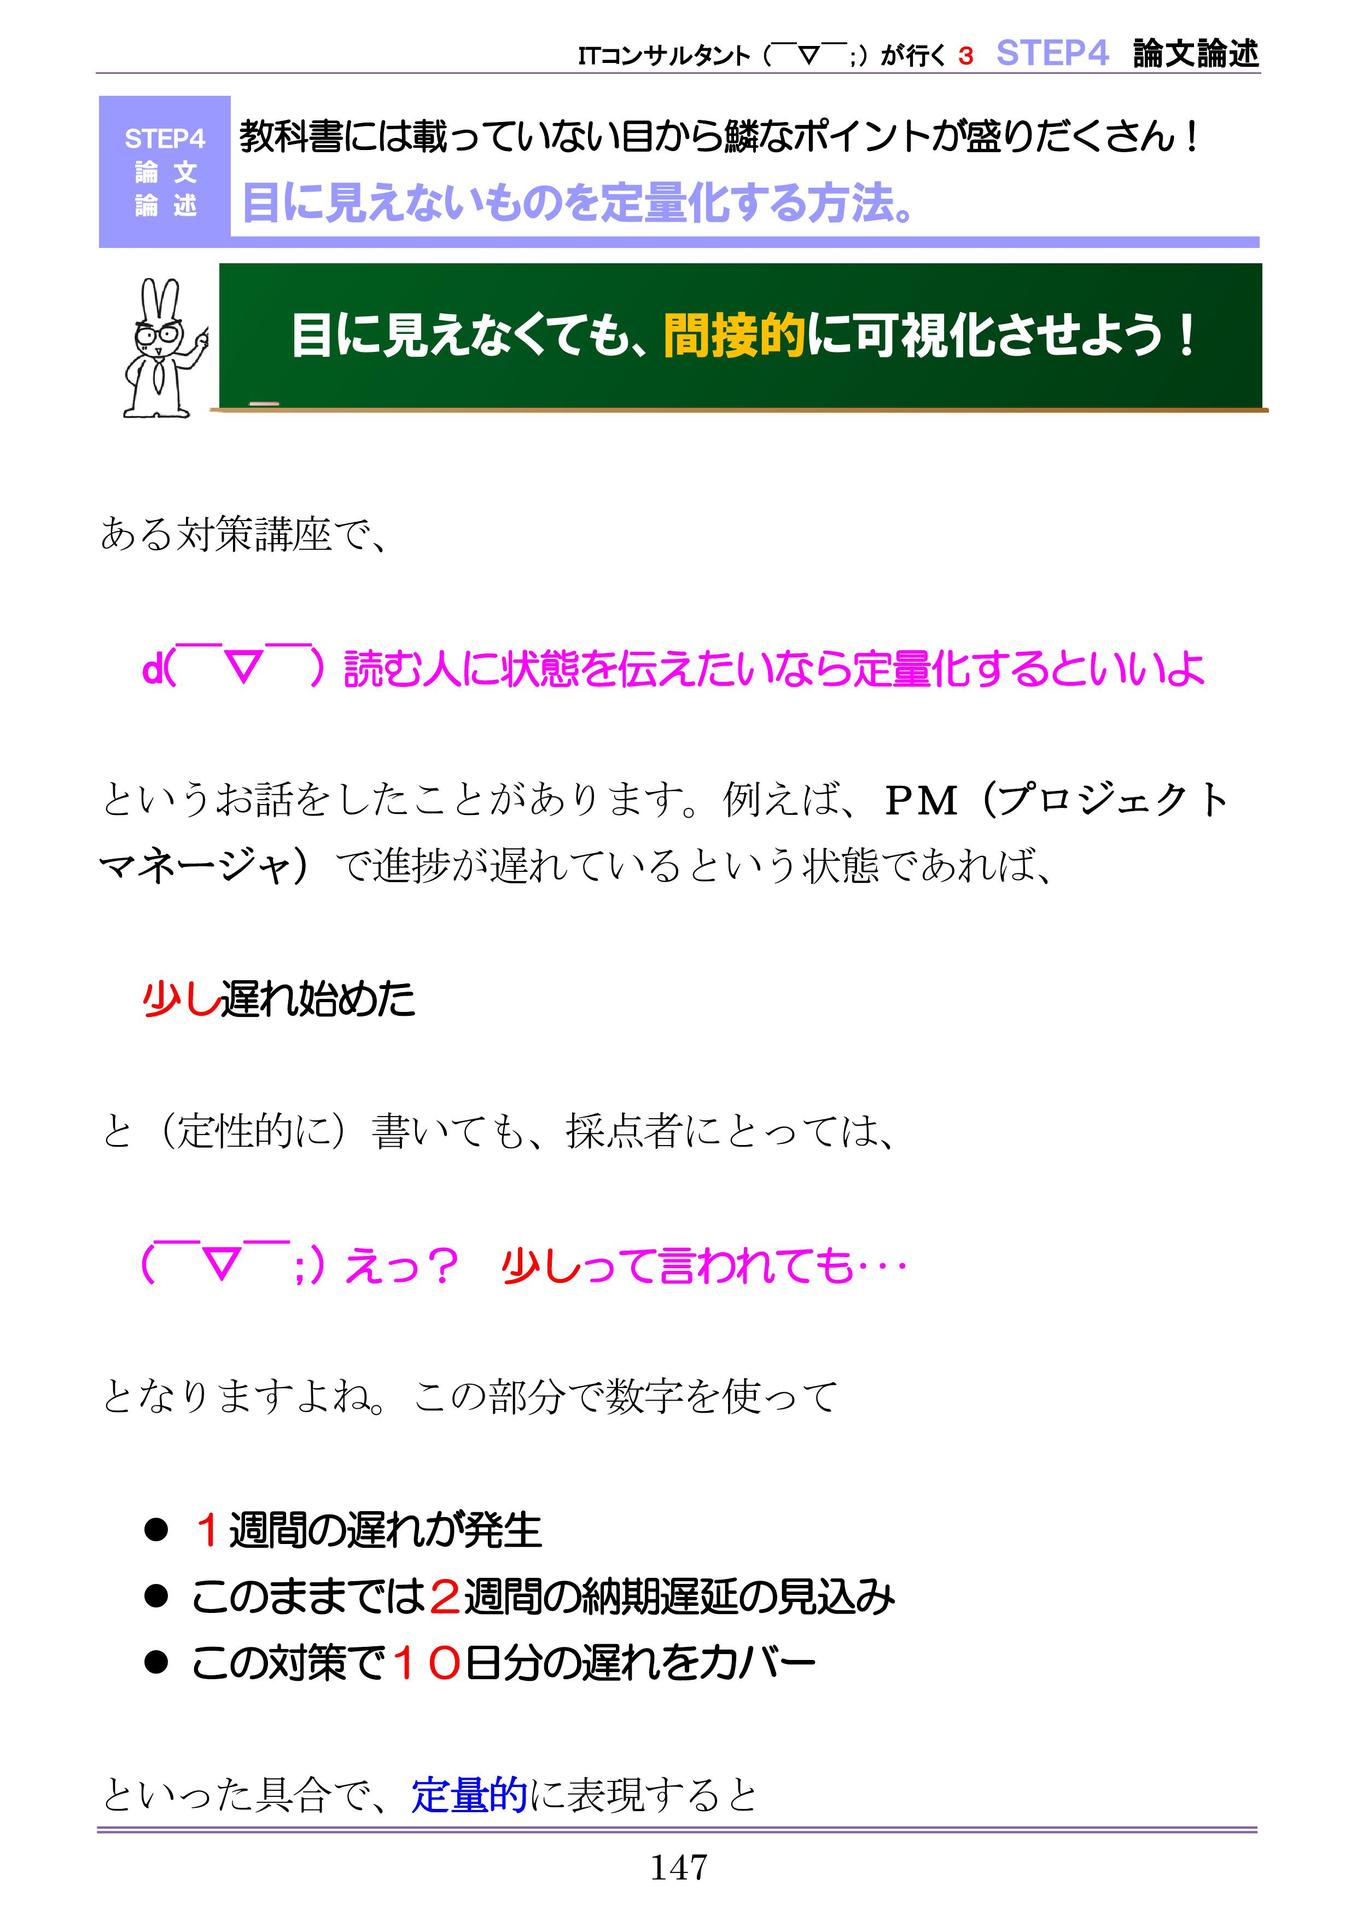 ITコンサルタント（￣▽￣;）が行く 3 STEP4 論文論述
STEP4
論 文
論 述
教科書には載っていない目から鱗なポイントが盛りだくさん！
目に見えないものを定量化する方法。
目に見えなくても、間接的に可視化させよう！
ある対策講座で、
d(￣▽￣）読む人に状態を伝えたいなら定量化するといいよ
というお話をしたことがあります。例えば、ＰＭ（プロジェクト
マネージャ）で進捗が遅れているという状態であれば、
少し遅れ始めた
と（定性的に）書いても、採点者にとっては、
（￣▽￣;）えっ？　少しって言われても･･･
となりますよね。この部分で数字を使って
● １週間の遅れが発生
● このままでは２週間の納期遅延の見込み
● この対策で１０日分の遅れをカバー
といった具合で、定量的に表現すると
147